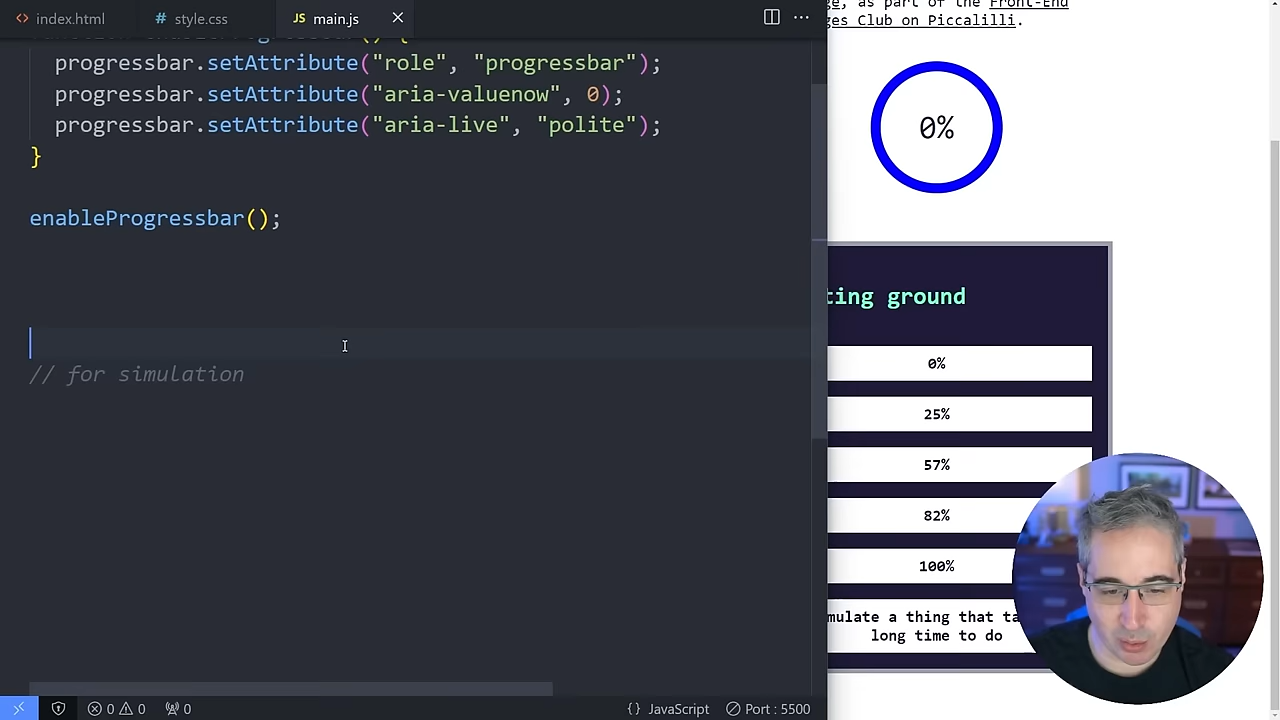 index.html
style.css
main.js
progressbar.setAttribute("role", "progressbar");
progressbar.setAttribute("aria-valuenow", 0);
progressbar.setAttribute("aria-live", "polite");
}
enableProgressbar();
// for simulation
0 0
0
{} JavaScript
Port : 5500
ge, as part of the Front-End
ges Club on Piccalilli.
0%
ting ground
0%
25%
57%
82%
100%
mulate a thing that ta
long time to do